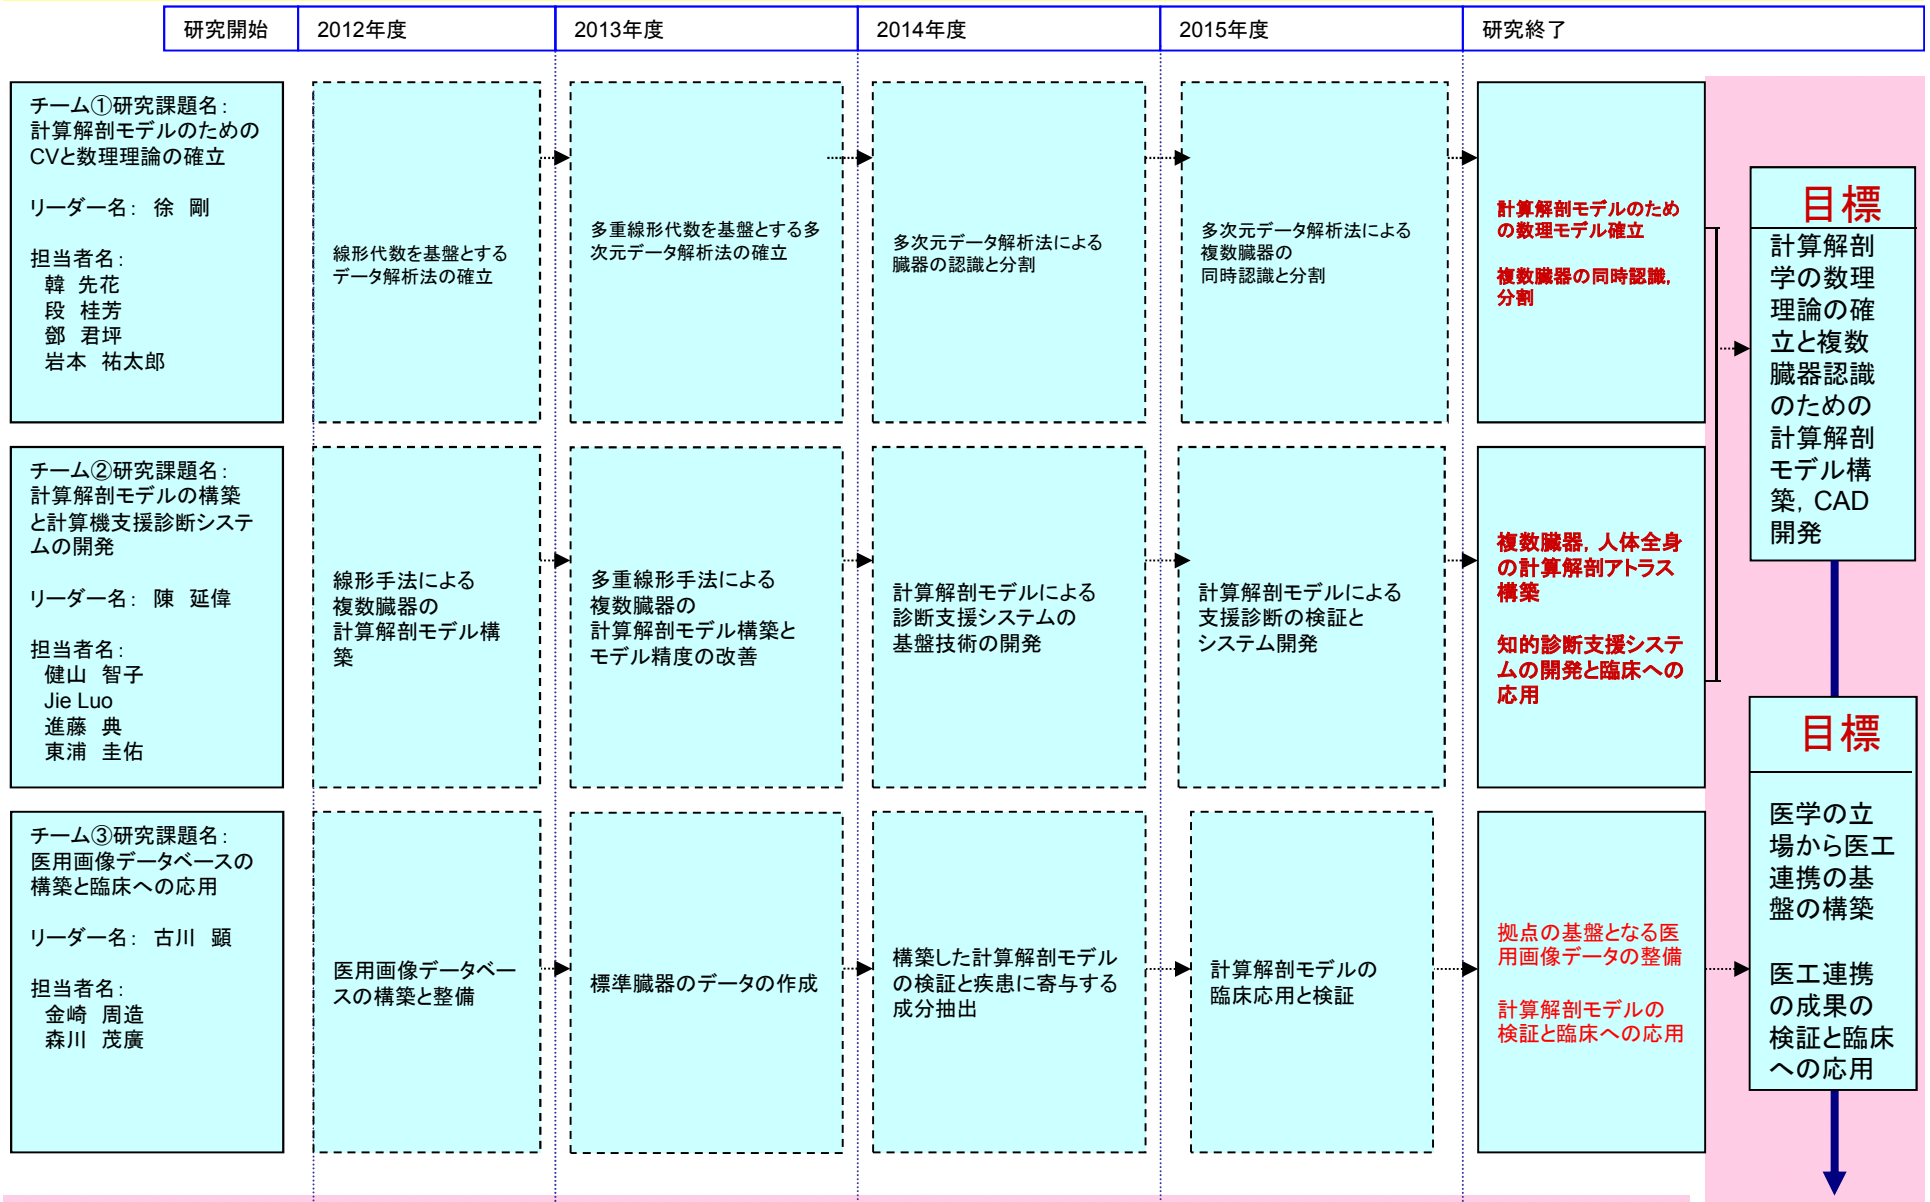 研究開始
2012年度
2013年度
2014年度
2015年度
研究終了
チーム①研究課題名：
計算解剖モデルのための
CVと数理理論の確立
リーダー名： 徐 剛
担当者名：
韓 先花
段 桂芳
鄧 君坪
岩本 祐太郎
線形代数を基盤とする
データ解析法の確立
多重線形代数を基盤とする多
次元データ解析法の確立
多次元データ解析法による
臓器の認識と分割
多次元データ解析法による
複数臓器の
同時認識と分割
計算解剖モデルのため
の数理モデル確立
複数臓器の同時認識，
分割
チーム②研究課題名：
計算解剖モデルの構築
と計算機支援診断システ
ムの開発
リーダー名： 陳 延偉
担当者名：
健山 智子
Jie Luo
進藤 典
東浦 圭佑
線形手法による
複数臓器の
計算解剖モデル構
築
多重線形手法による
複数臓器の
計算解剖モデル構築と
モデル精度の改善
計算解剖モデルによる
診断支援システムの
基盤技術の開発
計算解剖モデルによる
支援診断の検証と
システム開発
複数臓器，人体全身
の計算解剖アトラス
構築
知的診断支援システ
ムの開発と臨床への
応用
チーム③研究課題名：
医用画像データベースの
構築と臨床への応用
リーダー名： 古川 顕
担当者名：
金崎 周造
森川 茂廣
医用画像データベー
スの構築と整備
標準臓器のデータの作成
構築した計算解剖モデル
の検証と疾患に寄与する
成分抽出
計算解剖モデルの
臨床応用と検証
拠点の基盤となる医
用画像データの整備
計算解剖モデルの
検証と臨床への応用
目標
計算解剖
学の数理
理論の確
立と複数
臓器認識
のための
計算解剖
モデル構
築，CAD
開発
目標
医学の立
場から医工
連携の基
盤の構築
医工連携
の成果の
検証と臨床
への応用